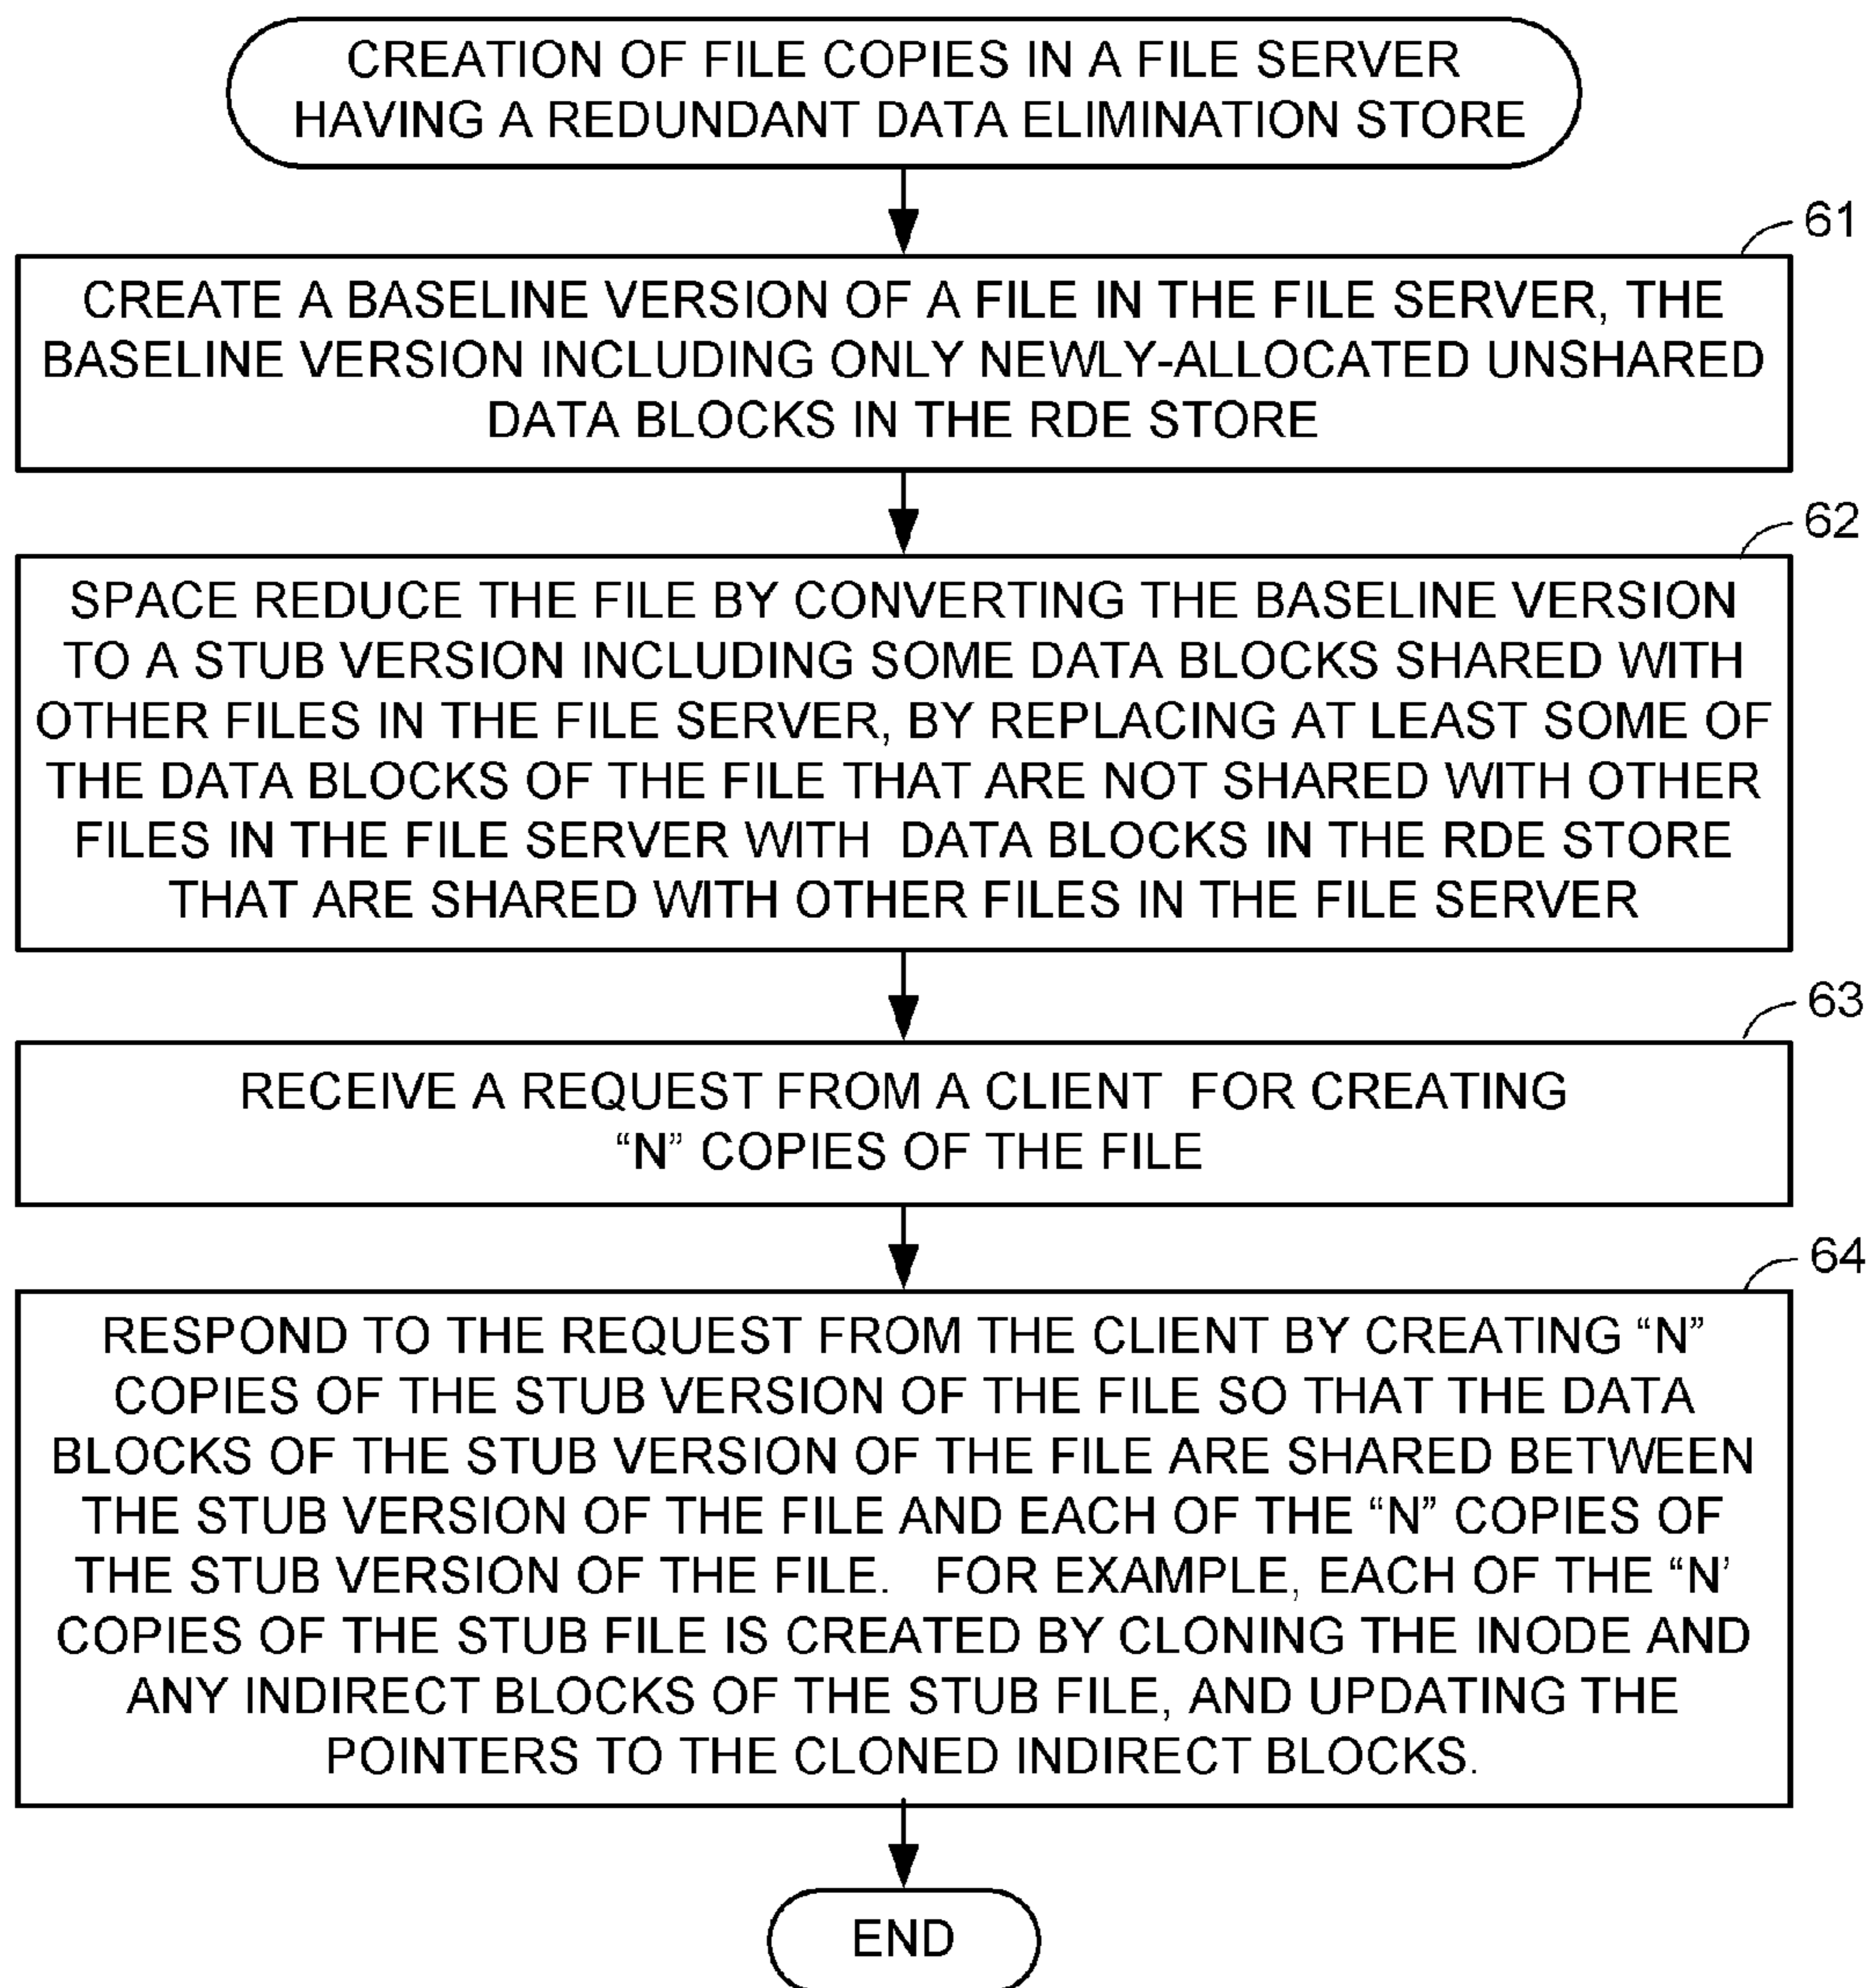 CREATION OF FILE COPIES IN A FILE SERVER
HAVING A REDUNDANT DATA ELIMINATION STORE
61
CREATE A BASELINE VERSION OF A FILE IN THE FILE SERVER, THE
BASELINE VERSION INCLUDING ONLY NEWLY-ALLOCATED UNSHARED
DATA BLOCKS IN THE RDE STORE
62
SPACE REDUCE THE FILE BY CONVERTING THE BASELINE VERSION
TO A STUB VERSION INCLUDING SOME DATA BLOCKS SHARED WITH
OTHER FILES IN THE FILE SERVER, BY REPLACING AT LEAST SOME OF
THE DATA BLOCKS OF THE FILE THAT ARE NOT SHARED WITH OTHER
FILES IN THE FILE SERVER WITH DATA BLOCKS IN THE RDE STORE
THAT ARE SHARED WITH OTHER FILES IN THE FILE SERVER
63
RECEIVE A REQUEST FROM A CLIENT FOR CREATING
“N” COPIES OF THE FILE
64
RESPOND TO THE REQUEST FROM THE CLIENT BY CREATING “N”
COPIES OF THE STUB VERSION OF THE FILE SO THAT THE DATA
BLOCKS OF THE STUB VERSION OF THE FILE ARE SHARED BETWEEN
THE STUB VERSION OF THE FILE AND EACH OF THE “N” COPIES OF
THE STUB VERSION OF THE FILE. FOR EXAMPLE, EACH OF THE “N’
COPIES OF THE STUB FILE IS CREATED BY CLONING THE INODE AND
ANY INDIRECT BLOCKS OF THE STUB FILE, AND UPDATING THE
POINTERS TO THE CLONED INDIRECT BLOCKS.
END